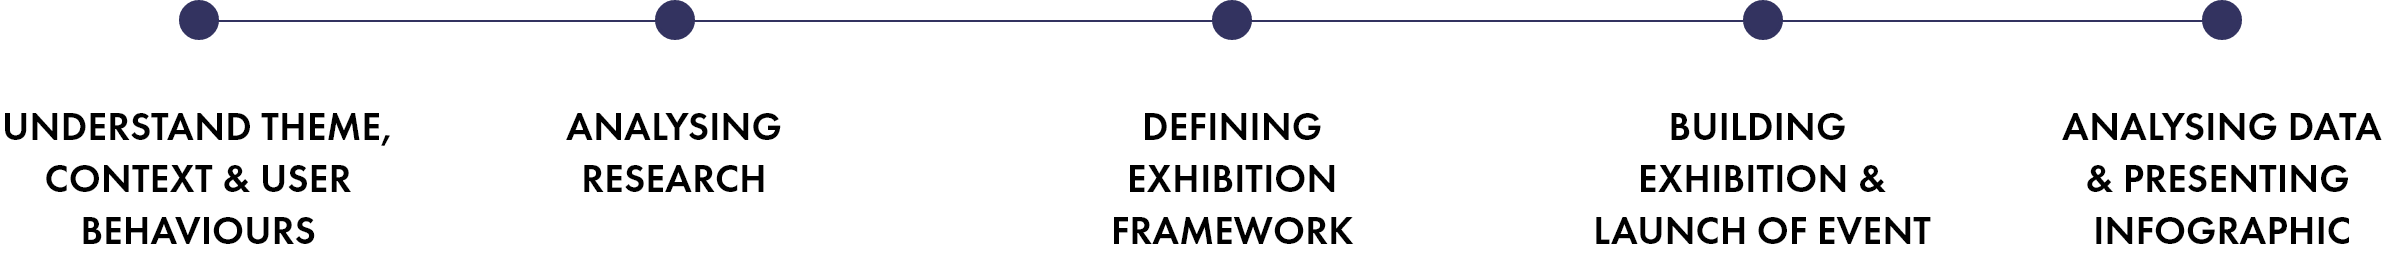 UNDERSTAND THEME,
CONTEXT & USER
BEHAVIOURS
ANALYSING
RESEARCH
DEFINING
EXHIBITION
FRAMEWORK
BUILDING
EXHIBITION &
LAUNCH OF EVENT
ANALYSING DATA
& PRESENTING
INFOGRAPHIC